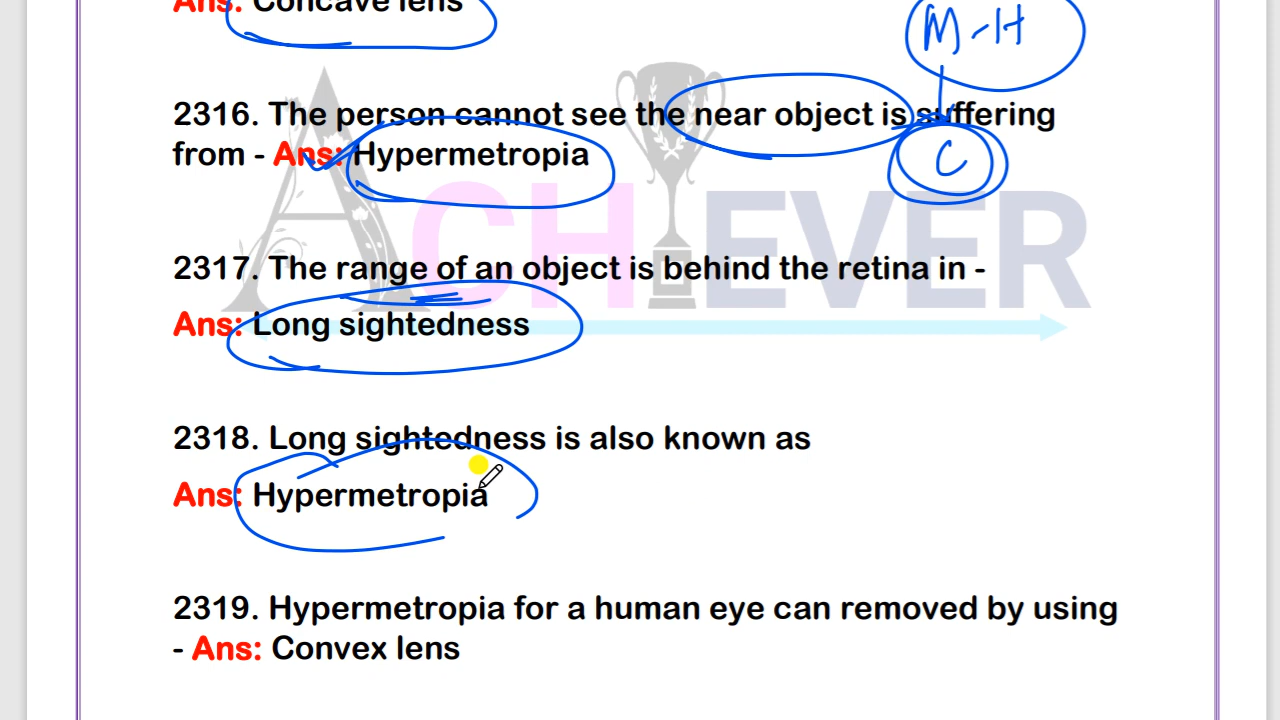 Ans: Concave lens
M-H
2316. The person cannot see the near object is suffering
from - Ans: Hypermetropia
C
ACHIEVER
2317. The range of an object is behind the retina in -
Ans: Long sightedness
2318. Long sightedness is also known as
Ans: Hypermetropia
2319. Hypermetropia for a human eye can removed by using
- Ans: Convex lens